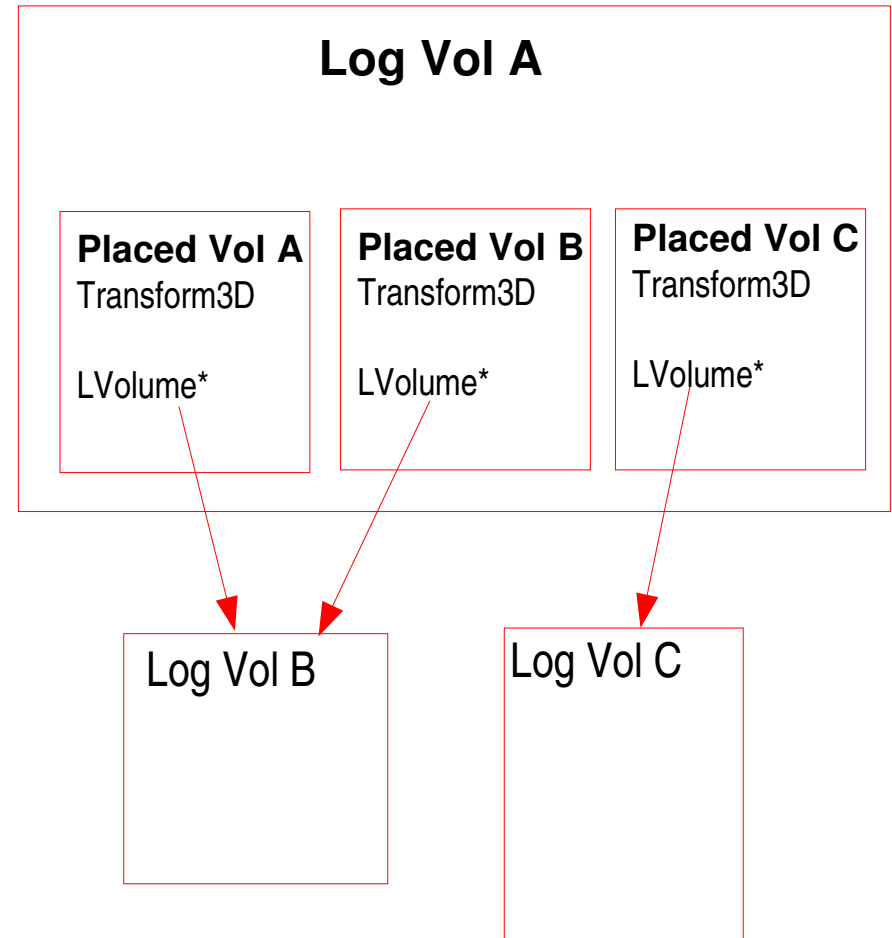 Log Vol A
Placed Vol A
Transform3D
LVolume*
Placed Vol B
Transform3D
LVolume*
Placed Vol C
Transform3D
LVolume*
Log Vol B
Log Vol C